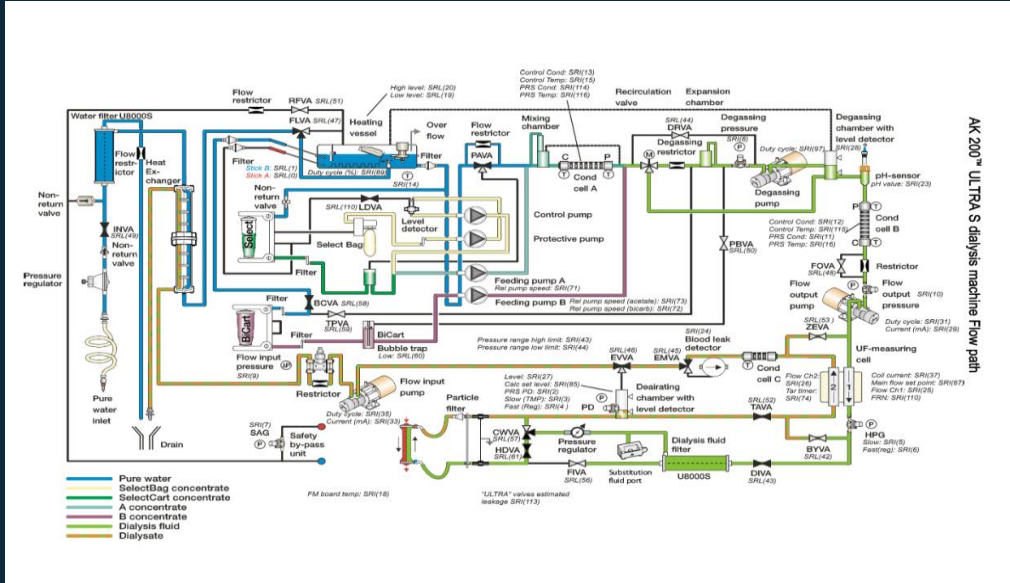 AK 200™ ULTRA S dialysis machine Flow path
Control Cond: SRI(13)
Control Temp: SRI(15)
PRS Cond: SRI(114)
PRS Temp: SRI(116)
High level: SRL(20)
Low level: SRL(19)
Flow
restrictor
RFVA SRL(51)
FLVA SRL(47)
Heating
vessel
Over
flow
Flow
restrictor
Mixing
chamber
Recirculation
valve
Expansion
chamber
SRL(44)
DRVA
Degassing
restrictor
Degassing
pressure
SRI(8)
Degassing
chamber with
level detector
SRL(28)
Duty cycle: SRI(97)
Degassing
pump
pH-sensor
pH value: SRI(23)
Water filter U8000S
Flow
restr-
ictor
Heat
Ex-
changer
Filter
Stick B: SRL(1)
Stick A: SRL(0)
Duty cycle (%): SRI(89)
SRI(14)
T
Filter
PAVA
C
P
T
T
Cond
cell A
M
P
Non-
return
valve
INVA
SRL(49)
Non-
return
valve
Pressure
regulator
Non-
return
valve
SRL(110)
LDVA
Level
detector
Select
Select Bag
Filter
Control pump
Protective pump
Feeding pump A
Rel pump speed: SRI(71)
Feeding pump B
Rel pump speed (acetate): SRI(73)
Rel pump speed (bicarb): SRI(72)
PBVA
SRL(80)
Control Cond: SRI(12)
Control Temp: SRI(115)
PRS Cond: SRI(11)
PRS Temp: SRI(16)
P
T
Cond
cell B
C
T
FOVA
SRL(48)
Restrictor
P
Flow
output
pump
Flow
output
pressure
SRI(10)
Duty cycle: SRI(31)
Current (mA): SRI(29)
Filter
BCVA SRL(58)
TPVA
SRL(59)
BiCart
Filter
BiCart
Bubble trap
Low: SRL(60)
Flow input
pressure
SRI(9)
P
Restrictor
Pressure range high limit: SRI(43)
Pressure range low limit: SRI(44)
SRI(24)
Blood leak
detector
SRL(46)
EVVA
SRL(45)
EMVA
SRL(53)
ZEVA
Cond
cell C
UF-measuring
cell
Flow Ch2:
SRI(26)
Tar timer:
SRI(74)
2
1
Coil current: SRI(37)
Main flow set point: SRI(67)
Flow Ch1: SRI(25)
FRN: SRI(110)
Flow input
pump
Duty cycle: SRI(35)
Current (mA): SRI(33)
Level: SRI(27)
Calc set level: SRI(85)
PRS PD: SRI(2)
Slow (TMP): SRI(3)
Fast (Reg): SRI(4)
PD
P
Deairating
chamber with
level detector
SRL(52)
TAVA
P
HPG
Slow: SRI(5)
Fast(reg): SRI(6)
BYVA
SRL(42)
Pure
water
inlet
Drain
SRI(7)
SAG
P
Safety
by-pass
unit
Particle
filter
CWVA
SRL(57)
HDVA
SRL(61)
Pressure
regulator
FIVA
SRL(56)
Substitution
fluid port
Dialysis fluid
filter
U8000S
DIVA
SRL(43)
FM board temp: SRI(18)
"ULTRA" valves estimated
leakage SRI(113)
Pure water
SelectBag concentrate
SelectCart concentrate
A concentrate
B concentrate
Dialysis fluid
Dialysate